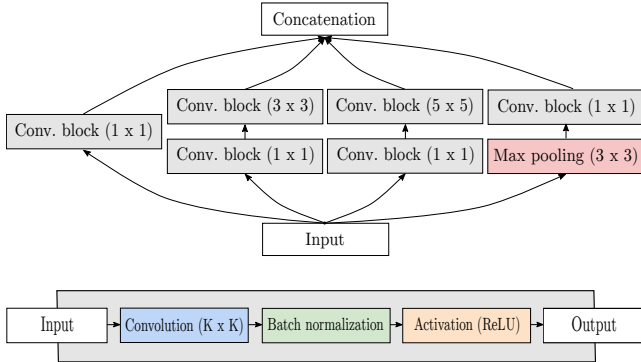 Concatenation
Conv. block (3 x 3)
Conv. block (5 x 5)
Conv. block (1 x 1)
Conv. block (1 x 1)
Conv. block (1 x 1)
Conv. block (1 x 1)
Max pooling (3 x 3)
Input
Input
Convolution (K x K)
Batch normalization
Activation (ReLU)
Output